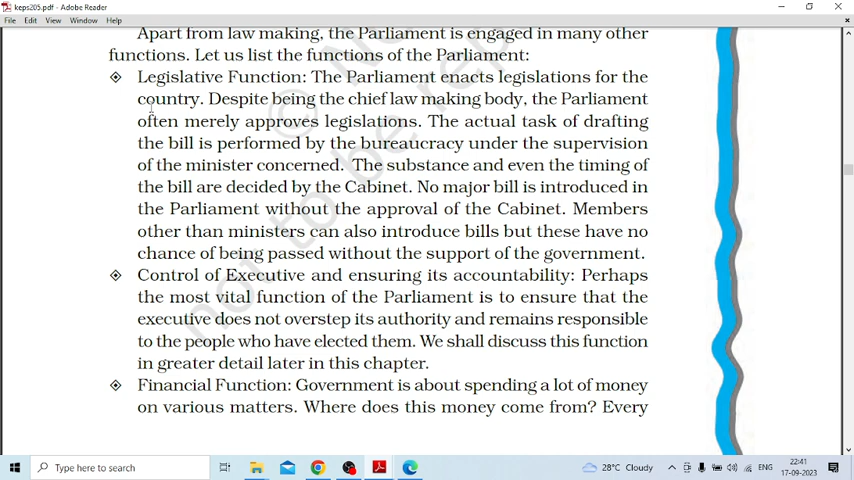 keps205.pdf - Adobe Reader
File Edit View Window Help
Apart from law making, the Parliament is engaged in many other
functions. Let us list the functions of the Parliament:
Legislative Function: The Parliament enacts legislations for the
country. Despite being the chief law making body, the Parliament
often merely approves legislations. The actual task of drafting
the bill is performed by the bureaucracy under the supervision
of the minister concerned. The substance and even the timing of
the bill are decided by the Cabinet. No major bill is introduced in
the Parliament without the approval of the Cabinet. Members
other than ministers can also introduce bills but these have no
chance of being passed without the support of the government.
Control of Executive and ensuring its accountability: Perhaps
the most vital function of the Parliament is to ensure that the
executive does not overstep its authority and remains responsible
to the people who have elected them. We shall discuss this function
in greater detail later in this chapter.
Financial Function: Government is about spending a lot of money
on various matters. Where does this money come from? Every
© N
not to be rep
Type here to search
28°C Cloudy
ENG
22:41
17-09-2023